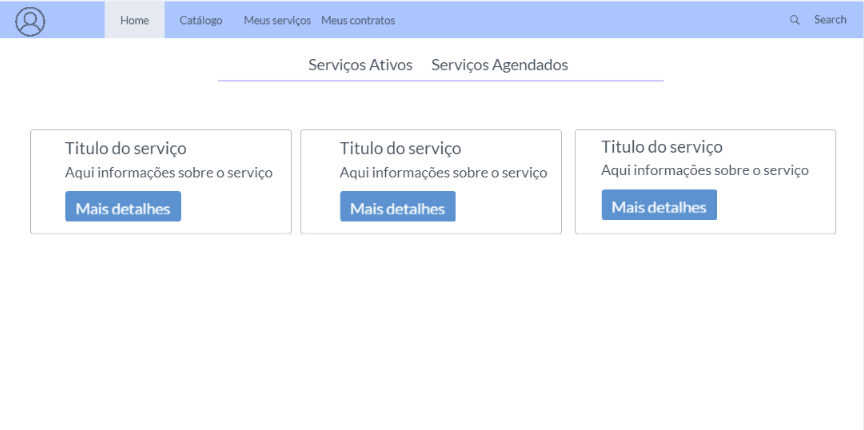 Home Catálogo Meus serviços Meus contratos Search
Serviços Ativos Serviços Agendados
Titulo do serviço
Aqui informações sobre o serviço
Mais detalhes
Titulo do serviço
Aqui informações sobre o serviço
Mais detalhes
Titulo do serviço
Aqui informações sobre o serviço
Mais detalhes